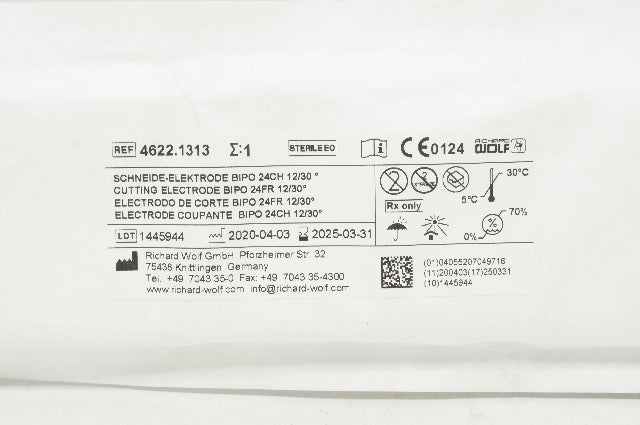 REF 4622.1313 Σ:1 STERILE EO CE 0124 RICHARD WOLF
SCHNEIDE-ELEKTRODE BIPO 24CH 12/30 °
CUTTING ELECTRODE BIPO 24FR 12/30°
ELECTRODO DE CORTE BIPO 24FR 12/30°
ELECTRODE COUPANTE BIPO 24CH 12/30°
30°C
5°C
Rx only
70%
%
0%
LOT 1445944 2020-04-03 2025-03-31
Richard Wolf GmbH Pforzheimer Str. 32
75438 Knittlingen Germany
Tel. +49 7043 35-0 Fax: +49 7043 35-4300
www.richard-wolf.com info@richard-wolf.com
(01)04055207049716
(11)200403(17)250331
(10)1445944